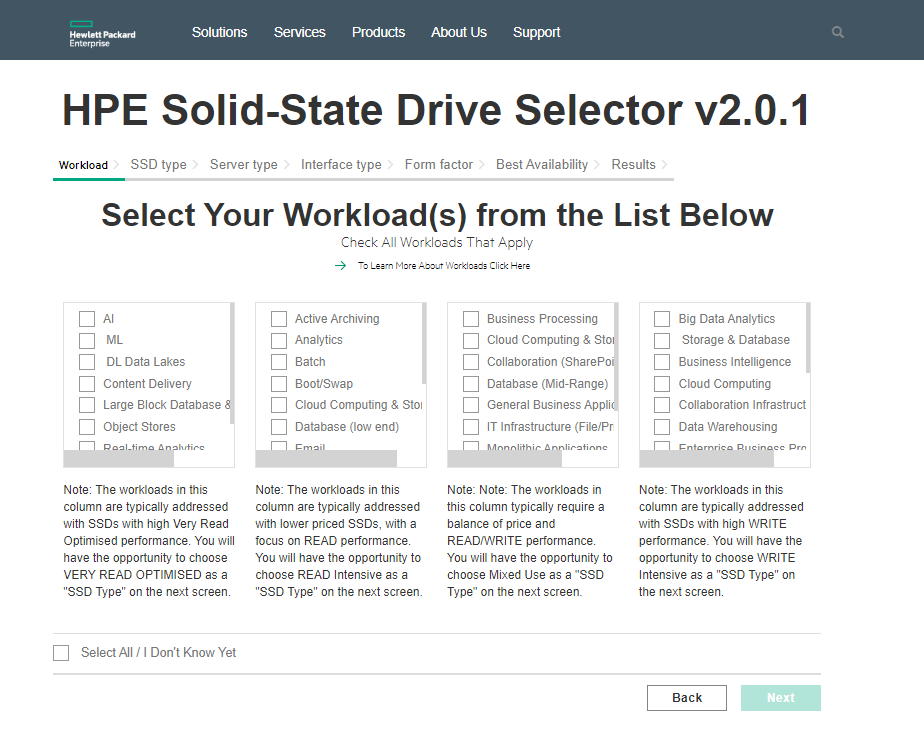 Hewlett Packard
Enterprise
Solutions Services Products About Us Support
HPE Solid-State Drive Selector v2.0.1
Workload SSD type Server type Interface type Form factor Best Availability Results
Select Your Workload(s) from the List Below
Check All Workloads That Apply
To Learn More About Workloads Click Here
AI
ML
DL Data Lakes
Content Delivery
Large Block Database &
Object Stores
Real-time Analytics
Note: The workloads in this
column are typically addressed
with SSDs with high Very Read
Optimised performance. You will
have the opportunity to choose
VERY READ OPTIMISED as a
"SSD Type" on the next screen.
Active Archiving
Analytics
Batch
Boot/Swap
Cloud Computing & Sto
Database (low end)
Email
Note: The workloads in this
column are typically addressed
with lower priced SSDs, with a
focus on READ performance.
You will have the opportunity to
choose READ Intensive as a
"SSD Type" on the next screen.
Business Processing
Cloud Computing & Sto
Collaboration (SharePoi
Database (Mid-Range)
General Business Applic
IT Infrastructure (File/Pri
Monolithic Applications
Note: Note: The workloads in
this column typically require a
balance of price and
READ/WRITE performance.
You will have the opportunity to
choose Mixed Use as a "SSD
Type" on the next screen.
Big Data Analytics
Storage & Database
Business Intelligence
Cloud Computing
Collaboration Infrastruct
Data Warehousing
Enterprise Business Pro
Note: The workloads in this
column are typically addressed
with SSDs with high WRITE
performance. You will have the
opportunity to choose WRITE
Intensive as a "SSD Type" on
the next screen.
Select All / I Don't Know Yet
Back Next